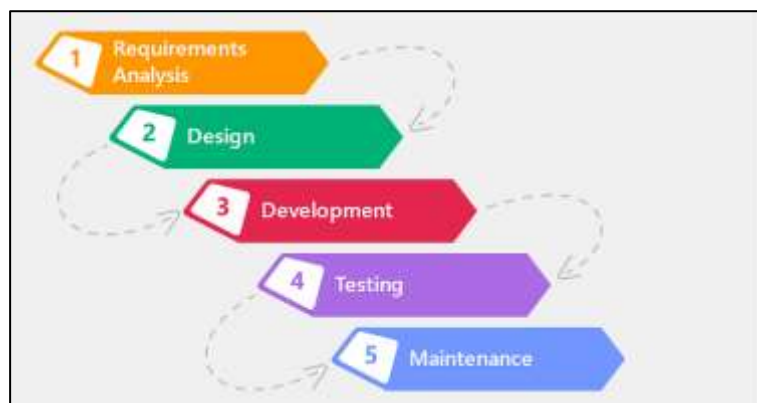 1
Requirements
Analysis
2
Design
3
Development
4
Testing
5
Maintenance